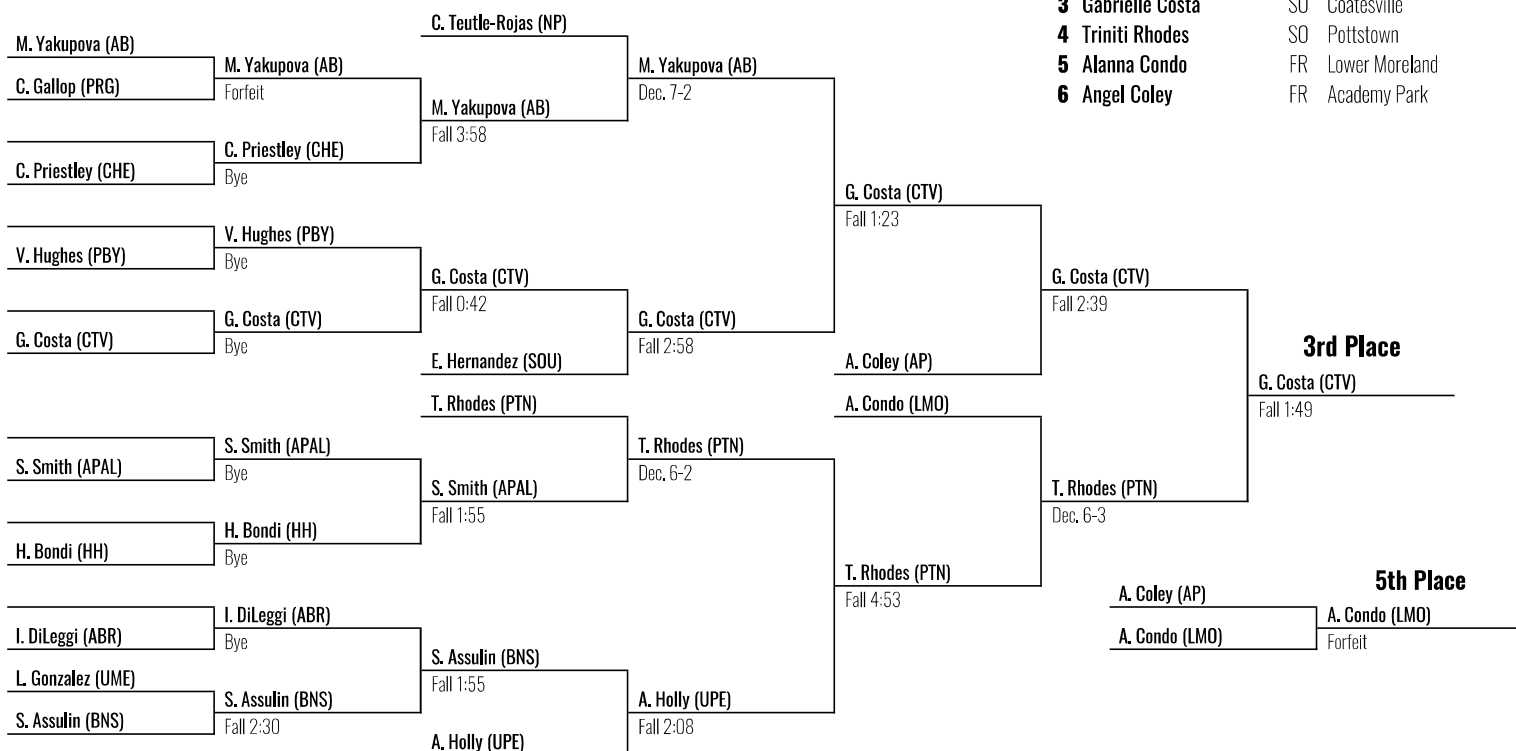 3 Gabrielle Costa SO Coatesville
4 Triniti Rhodes SO Pottstown
5 Alanna Condo FR Lower Moreland
6 Angel Coley FR Academy Park
M. Yakupova (AB)
C. Gallop (PRG)
C. Priestley (CHE)
V. Hughes (PBY)
G. Costa (CTV)
S. Smith (APAL)
H. Bondi (HH)
I. DiLeggi (ABR)
L. Gonzalez (UME)
S. Assulin (BNS)
M. Yakupova (AB)
Forfeit
C. Priestley (CHE)
Bye
V. Hughes (PBY)
Bye
G. Costa (CTV)
Bye
S. Smith (APAL)
Bye
H. Bondi (HH)
Bye
I. DiLeggi (ABR)
Bye
S. Assulin (BNS)
Fall 2:30
C. Teutle-Rojas (NP)
M. Yakupova (AB)
Fall 3:58
G. Costa (CTV)
Fall 0:42
E. Hernandez (SOU)
T. Rhodes (PTN)
S. Smith (APAL)
Fall 1:55
S. Assulin (BNS)
Fall 1:55
A. Holly (UPE)
M. Yakupova (AB)
Dec. 7-2
G. Costa (CTV)
Fall 2:58
T. Rhodes (PTN)
Dec. 6-2
A. Holly (UPE)
Fall 2:08
G. Costa (CTV)
Fall 1:23
A. Coley (AP)
A. Condo (LMO)
T. Rhodes (PTN)
Fall 4:53
G. Costa (CTV)
Fall 2:39
T. Rhodes (PTN)
Dec. 6-3
3rd Place
G. Costa (CTV)
Fall 1:49
5th Place
A. Coley (AP)
A. Condo (LMO)
A. Condo (LMO)
Forfeit